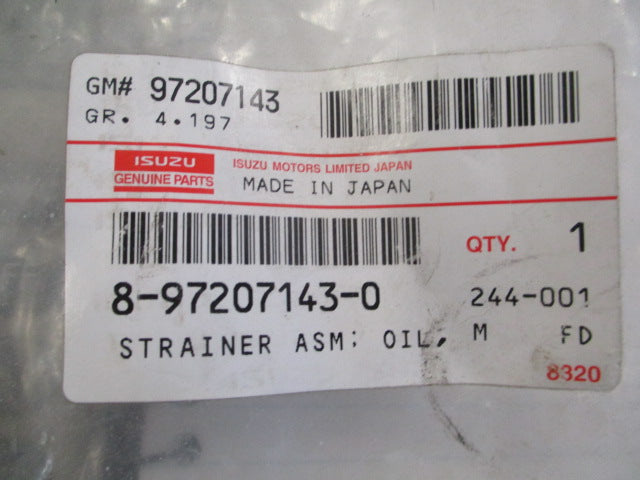 GM# 97207143
GR. 4.197
ISUZU
GENUINE PARTS
ISUZU MOTORS LIMITED JAPAN
MADE IN JAPAN
QTY. 1
8-97207143-0 244-001
STRAINER ASM; OIL, M FD
8320